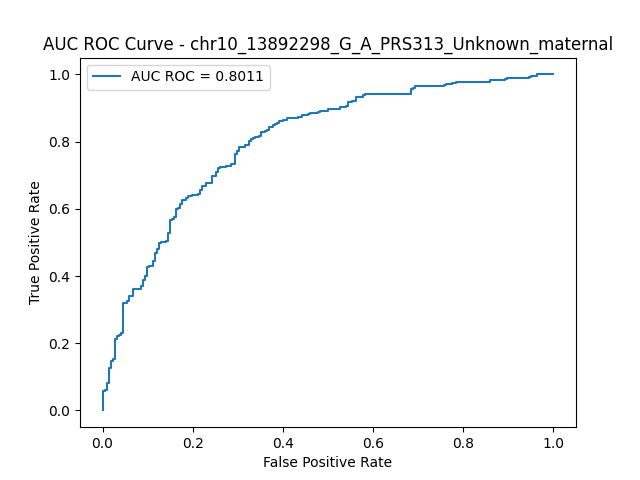 AUC ROC Curve - chr10_13892298_G_A_PRS313_Unknown_maternal
AUC ROC = 0.8011
1.0
0.8
0.6
0.4
0.2
0.0
True Positive Rate
0.0 0.2 0.4 0.6 0.8 1.0
False Positive Rate